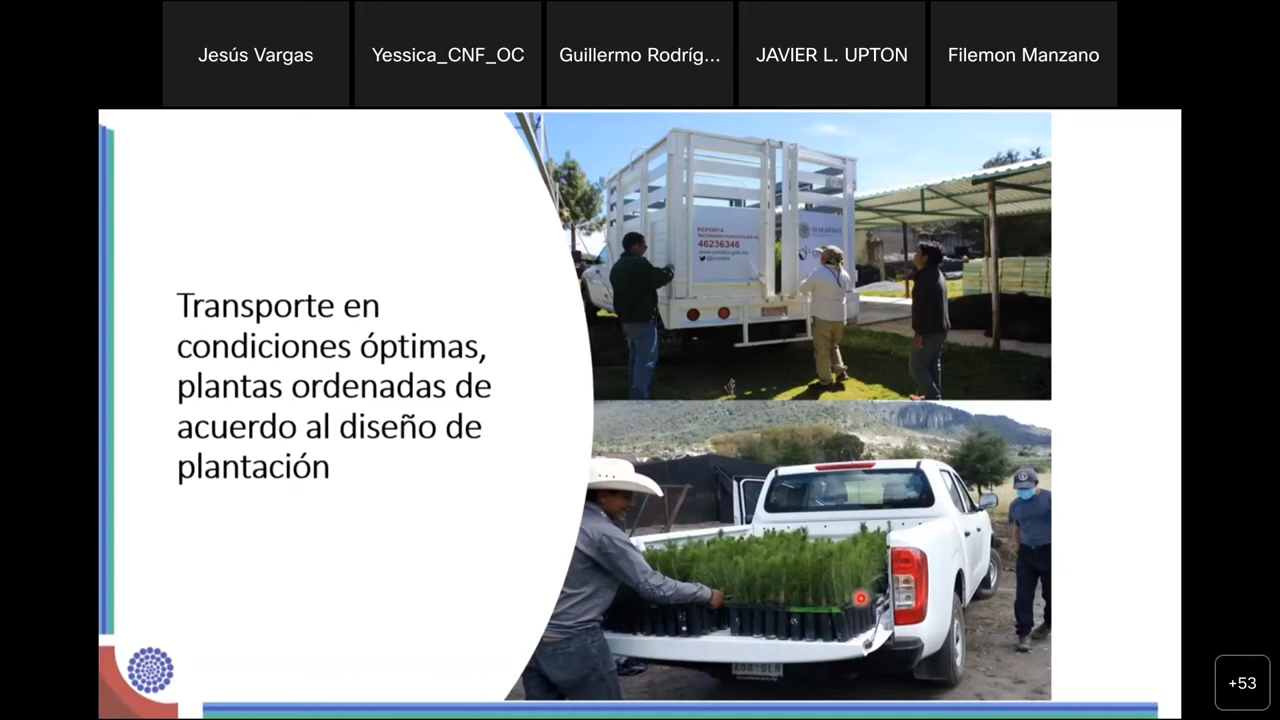 Jesús Vargas
Yessica_CNF_OC
Guillermo Rodríg...
JAVIER L. UPTON
Filemon Manzano
Transporte en
condiciones óptimas,
plantas ordenadas de
acuerdo al diseño de
plantación
REPORTA
46236346
+53